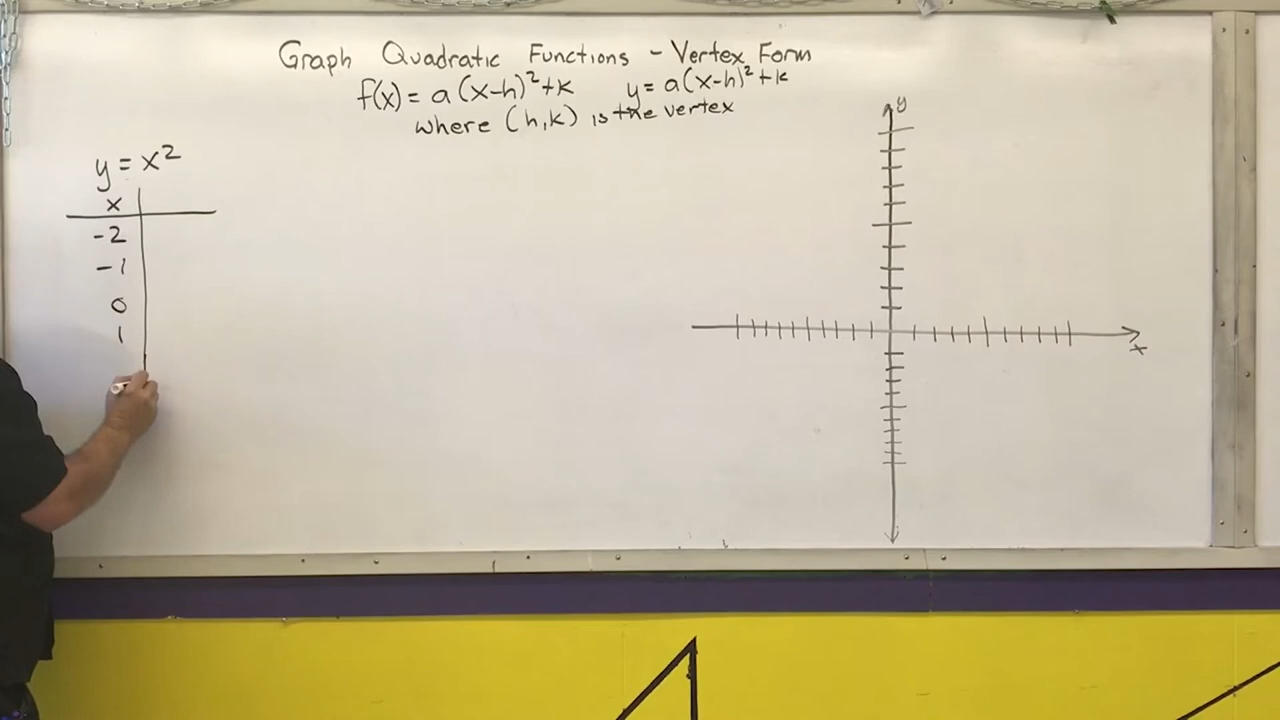 Graph Quadratic Functions - Vertex Form
f(x) = a(x-h)²+k y = a(x-h)²+k
where (h,k) is the vertex
y = x²
x
-2
-1
0
1
y
x